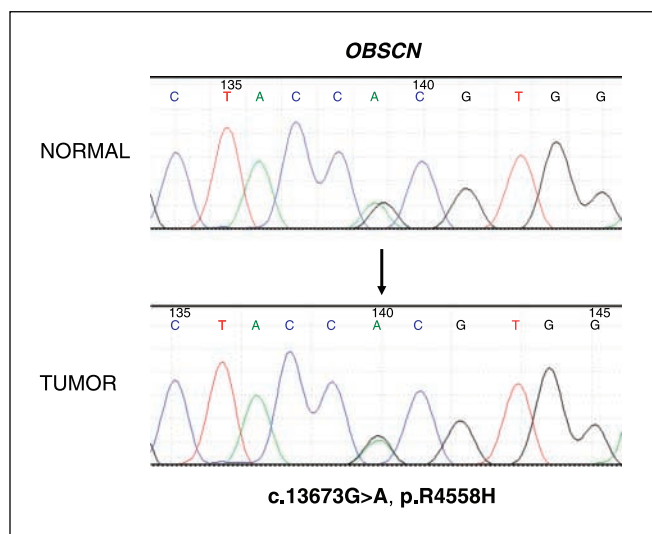 OBSCN
135 140
C T A C C A C G T G G
NORMAL
135 140 145
C T A C C A C G T G G
TUMOR
c.13673G>A, p.R4558H